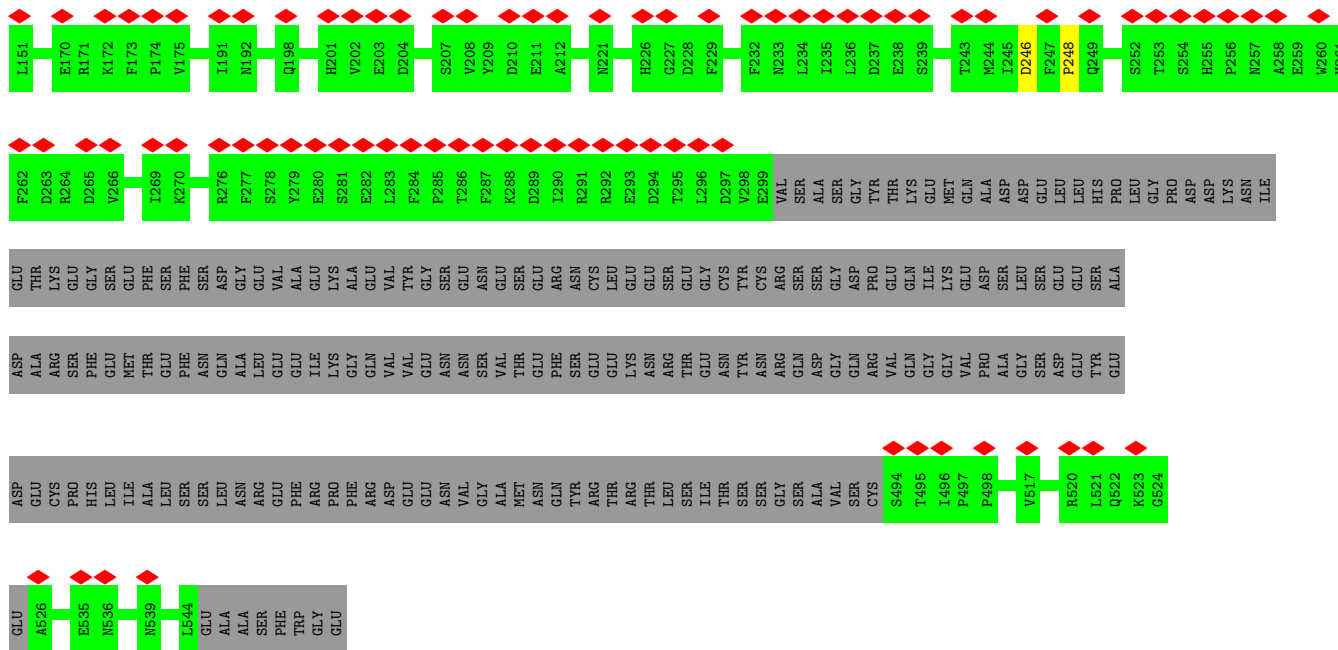 L151 E170 R171 K172 F173 P174 V175 I191 N192 Q198 H201 V202 E203 D204 S207 V208 Y209 D210 E211 A212 N221 H226 G227 D228 F229 F232 N233 L234 I235 L236 D237 E238 S239 T243 M244 I245 D246 F247 P248 Q249 S252 T253 S254 H255 P256 N257 A258 E259 W260
F262 D263 R264 D265 V266 I269 K270 R276 F277 S278 Y279 E280 S281 E282 L283 F284 P285 T286 F287 K288 D289 I290 R291 R292 E293 D294 T295 L296 D297 V298 E299 VAL SER ALA SER GLY TYR THR LYS GLU MET GLN ALA ASP ASP GLU LEU LEU HIS PRO LEU GLY PRO ASP ASP LYS ASN ILE
GLU THR LYS GLU GLY SER GLU PHE SER PHE SER ASP GLY GLU VAL ALA GLU LYS ALA GLU VAL TYR GLY SER GLU ASN GLU SER GLU ARG ASN CYS LEU GLU GLU SER GLU GLY CYS TYR CYS ARG SER SER GLY ASP PRO GLU GLN ILE LYS GLU ASP SER LEU SER GLU GLU SER ALA
ASP ALA ARG SER PHE GLU MET THR GLU PHE ASN GLN ALA LEU GLU GLU ILE LYS GLY GLN VAL VAL GLU ASN ASN SER VAL THR GLU PHE SER GLU GLU LYS ASN ARG THR GLU ASN TYR ASN ARG GLN ASP GLY GLN ARG VAL GLN GLY GLY VAL PRO ALA GLY SER ASP GLU TYR GLU
ASP GLU CYS PRO HIS LEU ILE ALA LEU SER SER LEU ASN ARG GLU PHE ARG PRO PHE ARG ASP GLU GLU ASN VAL GLY ALA MET ASN GLN TYR ARG THR ARG THR LEU SER ILE THR SER SER GLY SER ALA VAL SER CYS S494 T495 I496 P497 P498 V517 R520 L521 Q522 K523 G524
GLU A526 E535 N536 N539 L544 GLU ALA ALA SER PHE TRP GLY GLU